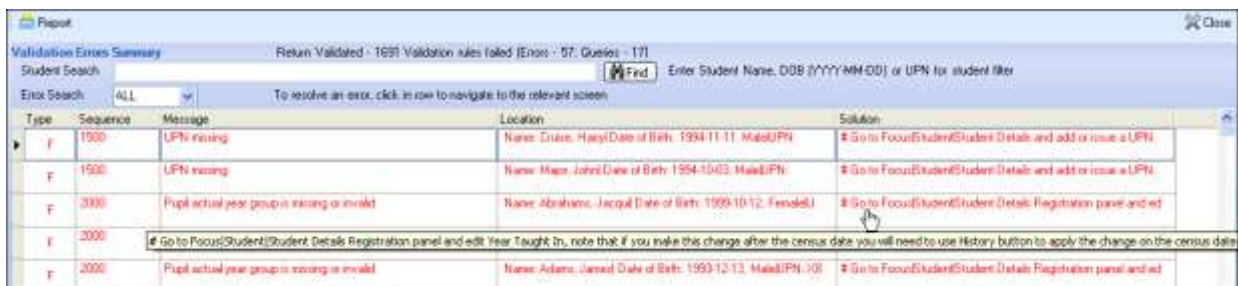 Report
Close
Validation Errors Summary
Return Validated - 1691 Validation rules failed (Errors - 57: Queries - 17)
Student Search
Find
Enter Student Name, DOB (YYYY-MM-DD) or UPN for student filter
Error Search
ALL
To resolve an error, click in row to navigate to the relevant screen
Type Sequence Message Location Solution
F 1500 UPN missing Name: Cruise, Harry| Date of Birth: 1994-11-11, Male|UPN: # Go to Focus|Student|Student Details and add or issue a UPN.
F 1500 UPN missing Name: Major, John| Date of Birth: 1994-10-03, Male|UPN: # Go to Focus|Student|Student Details and add or issue a UPN.
F 2000 Pupil actual year group is missing or invalid Name: Abrahams, Jacqui| Date of Birth: 1999-10-12, Female|U # Go to Focus|Student|Student Details Registration panel and ed
F 2000
# Go to Focus|Student|Student Details Registration panel and edit Year Taught In, note that if you make this change after the census date you will need to use History button to apply the change on the census date
F 2000 Pupil actual year group is missing or invalid Name: Adams, Date of Birth: 1993-12-13, Male|UPN: # Go to Focus|Student|Student Details Registration panel and ed